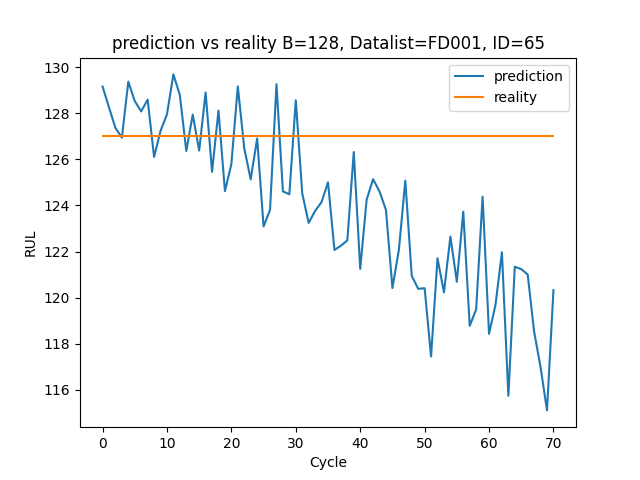 prediction vs reality B=128, Datalist=FD001, ID=65
prediction
reality
RUL
130
128
126
124
122
120
118
116
0 10 20 30 40 50 60 70
Cycle